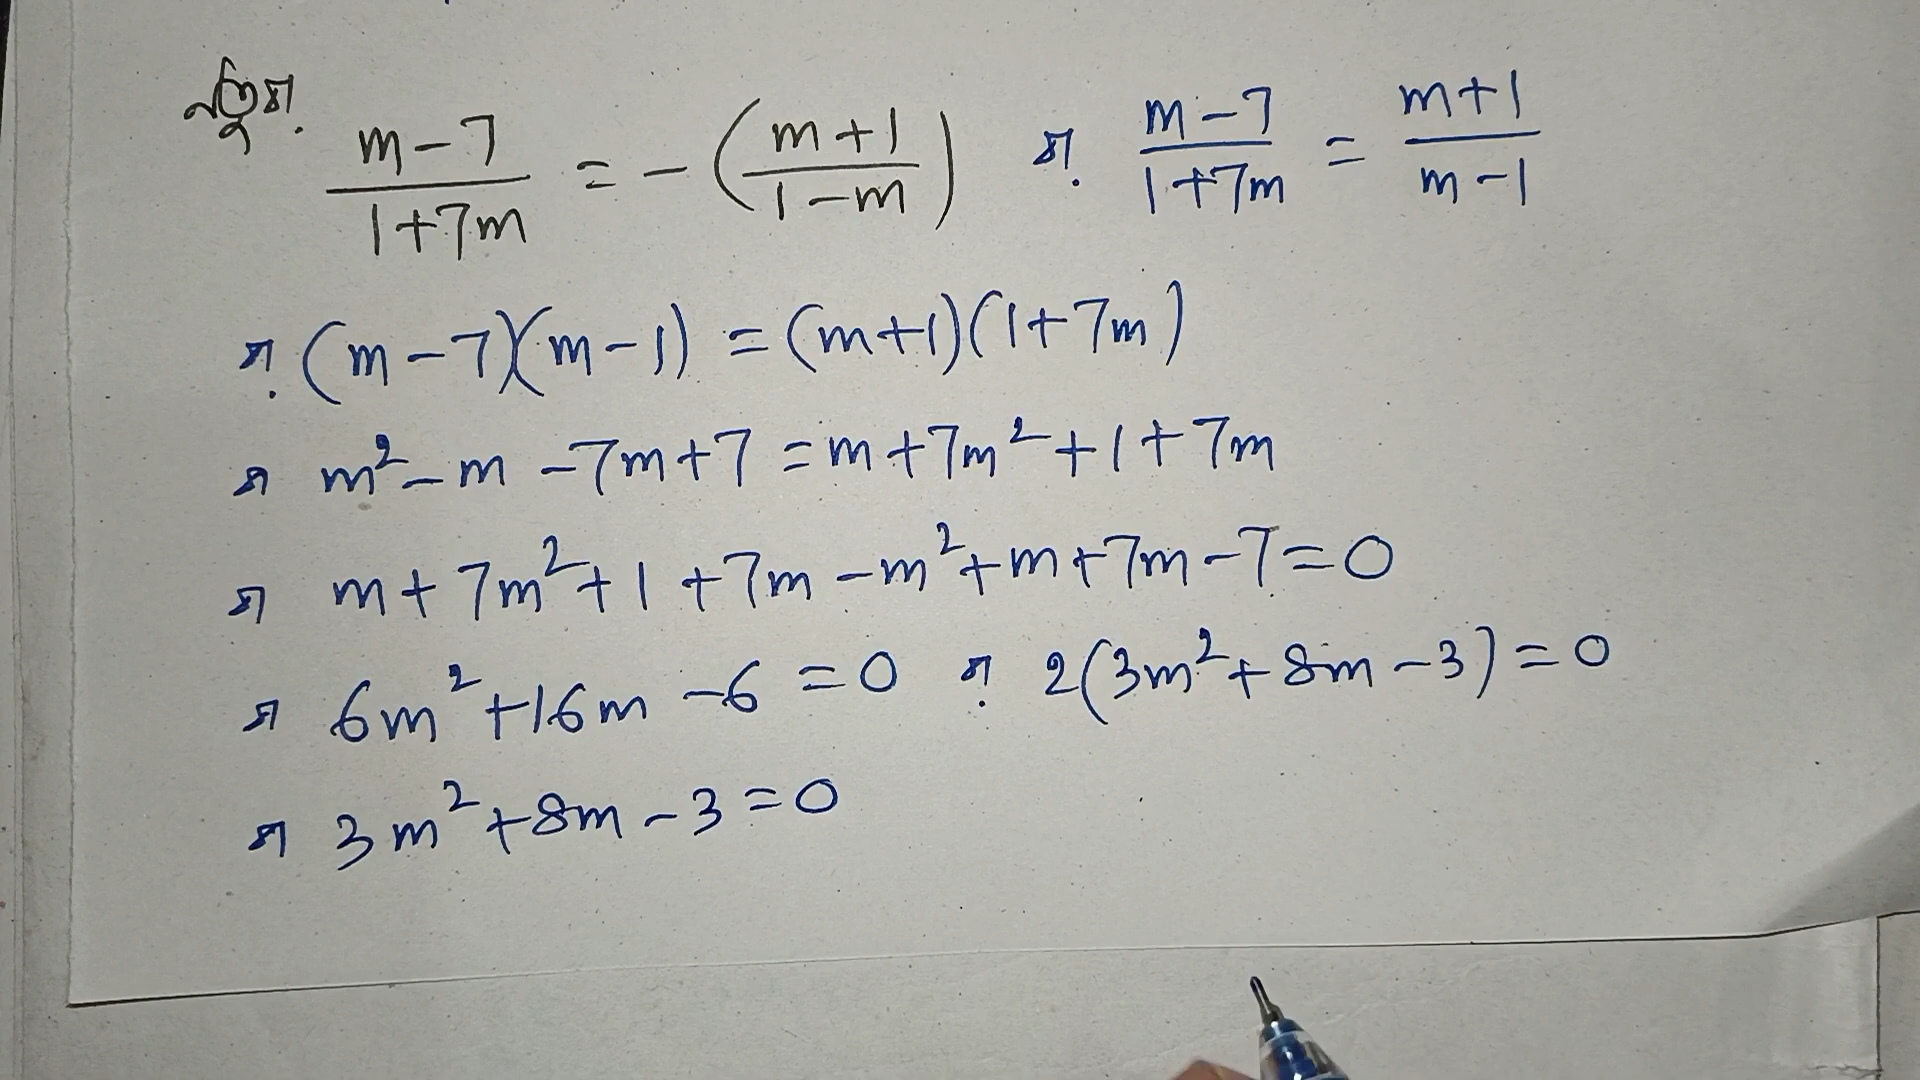 নতুবা, (m-7)/(1+7m) = -((m+1)/(1-m)) বা, (m-7)/(1+7m) = (m+1)/(m-1)
বা, (m-7)(m-1) = (m+1)(1+7m)
বা m²-m-7m+7 = m+7m²+1+7m
বা m+7m²+1+7m-m²+m+7m-7=0
বা 6m²+16m-6=0 বা, 2(3m²+8m-3)=0
বা 3m²+8m-3=0